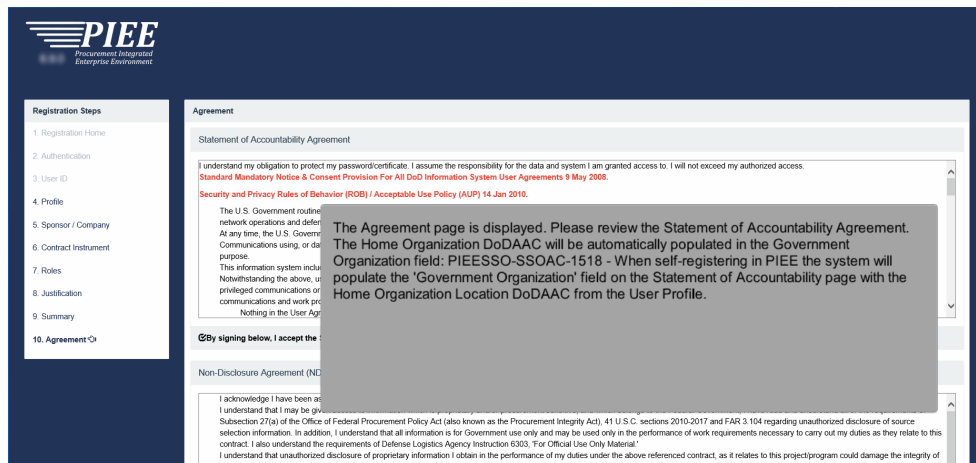 PIEE
Procurement Integrated
Enterprise Environment
Registration Steps
1. Registration Home
2. Authentication
3. User ID
4. Profile
5. Sponsor / Company
6. Contract Instrument
7. Roles
8. Justification
9. Summary
10. Agreement
Agreement
Statement of Accountability Agreement
I understand my obligation to protect my password/certificate. I assume the responsibility for the data and system I am granted access to. I will not exceed my authorized access.
Standard Mandatory Notice & Consent Provision For All DoD Information System User Agreements 9 May 2008.
Security and Privacy Rules of Behavior (ROB) / Acceptable Use Policy (AUP) 14 Jan 2010.
The U.S. Government routine
network operations and defen
At any time, the U.S. Governm
Communications using, or dat
purpose.
This information system inclu
Notwithstanding the above, u
privileged communications or
communications and work pro
Nothing in the User Agr
By signing below, I accept the
The Agreement page is displayed. Please review the Statement of Accountability Agreement.
The Home Organization DoDAAC will be automatically populated in the Government
Organization field: PIEESSO-SSOAC-1518 - When self-registering in PIEE the system will
populate the 'Government Organization' field on the Statement of Accountability page with the
Home Organization Location DoDAAC from the User Profile.
Non-Disclosure Agreement (ND
I acknowledge I have been as
I understand that I may be giv
Subsection 27(a) of the Office of Federal Procurement Policy Act (also known as the Procurement Integrity Act), 41 U.S.C. sections 2010-2017 and FAR 3.104 regarding unauthorized disclosure of source
selection information. In addition, I understand that all information is for Government use only and may be used only in the performance of work requirements necessary to carry out my duties as they relate to this
contract. I also understand the requirements of Defense Logistics Agency Instruction 6303, 'For Official Use Only Material.'
I understand that unauthorized disclosure of proprietary information I obtain in the performance of my duties under the above referenced contract, as it relates to this project/program could damage the integrity of